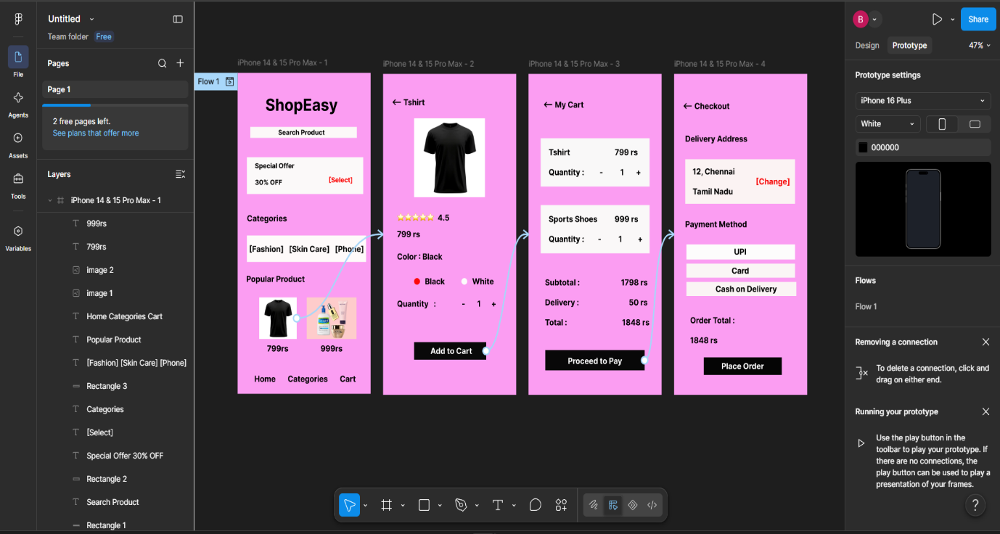 Untitled
Team folder Free
File
Agents
Assets
Tools
Variables
Pages
Page 1
2 free pages left.
See plans that offer more
Layers
iPhone 14 & 15 Pro Max - 1
999rs
799rs
image 2
image 1
Home Categories Cart
Popular Product
[Fashion] [Skin Care] [Phone]
Rectangle 3
Categories
[Select]
Special Offer 30% OFF
Rectangle 2
Search Product
Rectangle 1
Flow 1
iPhone 14 & 15 Pro Max - 1
ShopEasy
Search Product
Special Offer
30% OFF [Select]
Categories
[Fashion] [Skin Care] [Phone]
Popular Product
799rs 999rs
Home Categories Cart
iPhone 14 & 15 Pro Max - 2
← Tshirt
4.5
799 rs
Color : Black
Black White
Quantity : - 1 +
Add to Cart
iPhone 14 & 15 Pro Max - 3
← My Cart
Tshirt 799 rs
Quantity : - 1 +
Sports Shoes 999 rs
Quantity : - 1 +
Subtotal : 1798 rs
Delivery : 50 rs
Total : 1848 rs
Proceed to Pay
iPhone 14 & 15 Pro Max - 4
← Checkout
Delivery Address
12, Chennai
[Change]
Tamil Nadu
Payment Method
UPI
Card
Cash on Delivery
Order Total :
1848 rs
Place Order
B
Share
Design Prototype 47%
Prototype settings
iPhone 16 Plus
White
000000
Flows
Flow 1
Removing a connection
To delete a connection, click and
drag on either end.
Running your prototype
Use the play button in the
toolbar to play your prototype. If
there are no connections, the
play button can be used to play a
presentation of your frames.
?